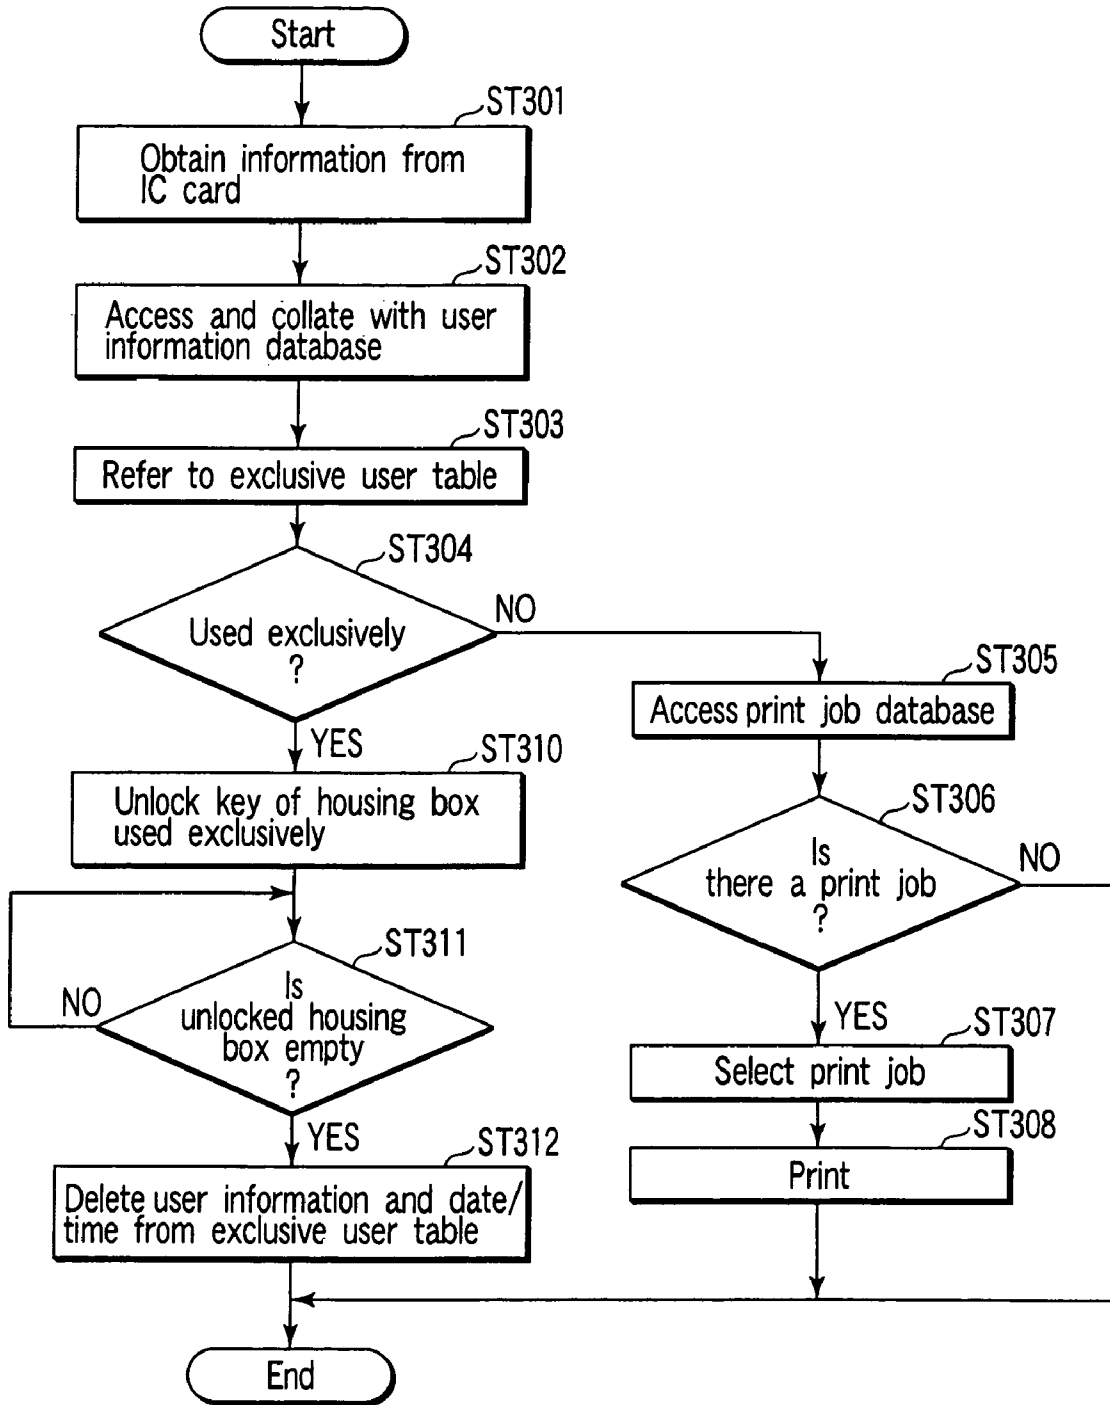 Start
ST301
Obtain information from
IC card
ST302
Access and collate with user
information database
ST303
Refer to exclusive user table
ST304
Used exclusively
?
NO
YES
ST305
Access print job database
ST306
Is
there a print job
?
NO
YES
ST307
Select print job
ST308
Print
ST310
Unlock key of housing box
used exclusively
ST311
Is
unlocked housing
box empty
?
NO
YES
ST312
Delete user information and date/
time from exclusive user table
End